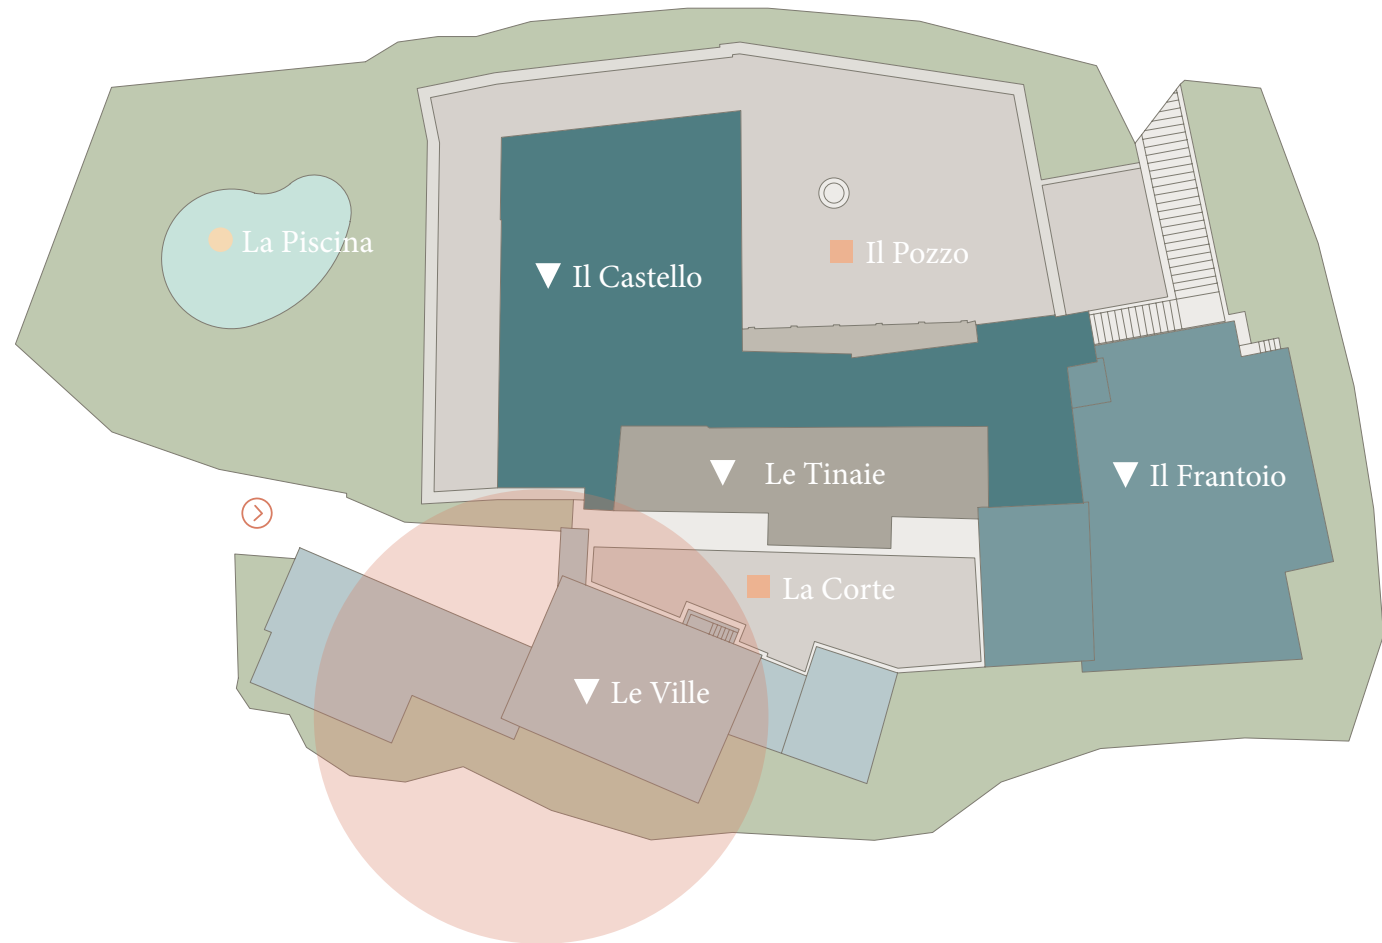 La Piscina
Il Castello
Il Pozzo
Le Tinaie
Il Frantoio
La Corte
Le Ville